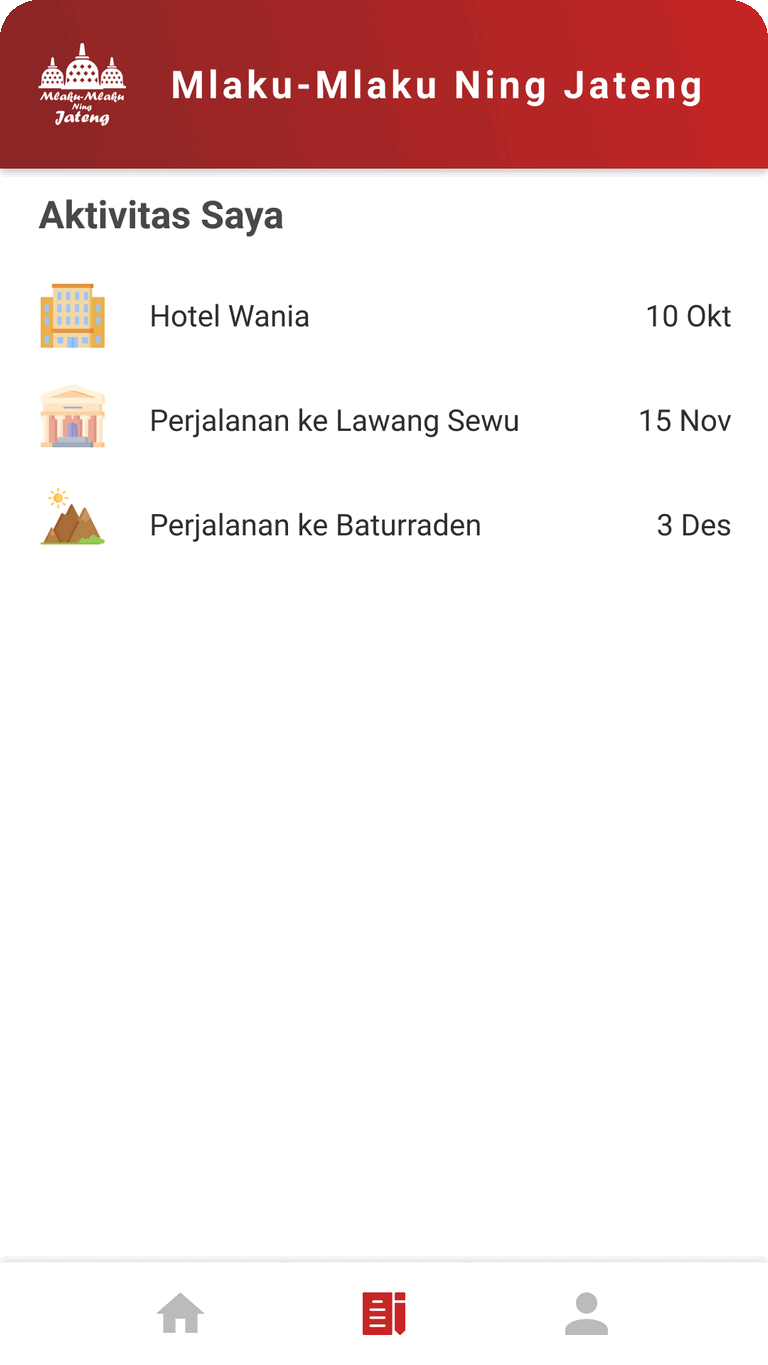 Mlaku-Mlaku
Ning
Jateng
Mlaku-Mlaku Ning Jateng
Aktivitas Saya
Hotel Wania 10 Okt
Perjalanan ke Lawang Sewu 15 Nov
Perjalanan ke Baturraden 3 Des